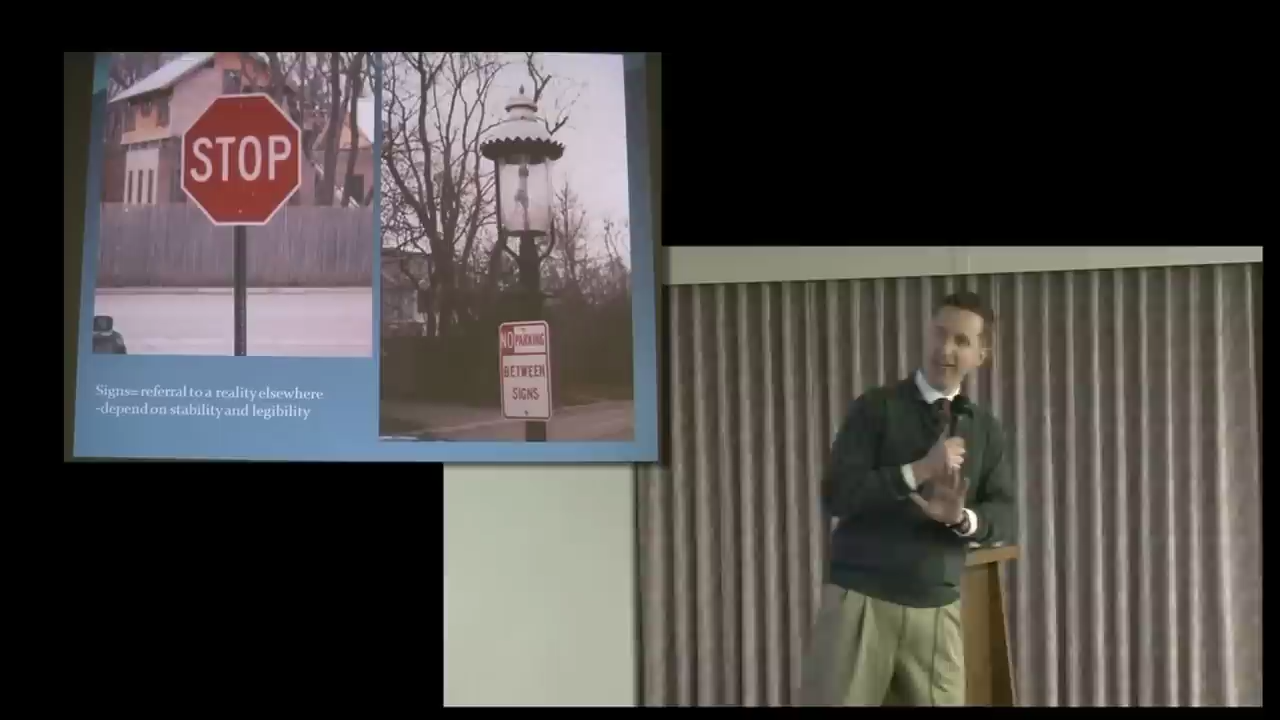 STOP
NO PARKING
BETWEEN
SIGNS
Signs= referral to a reality elsewhere
-depend on stability and legibility